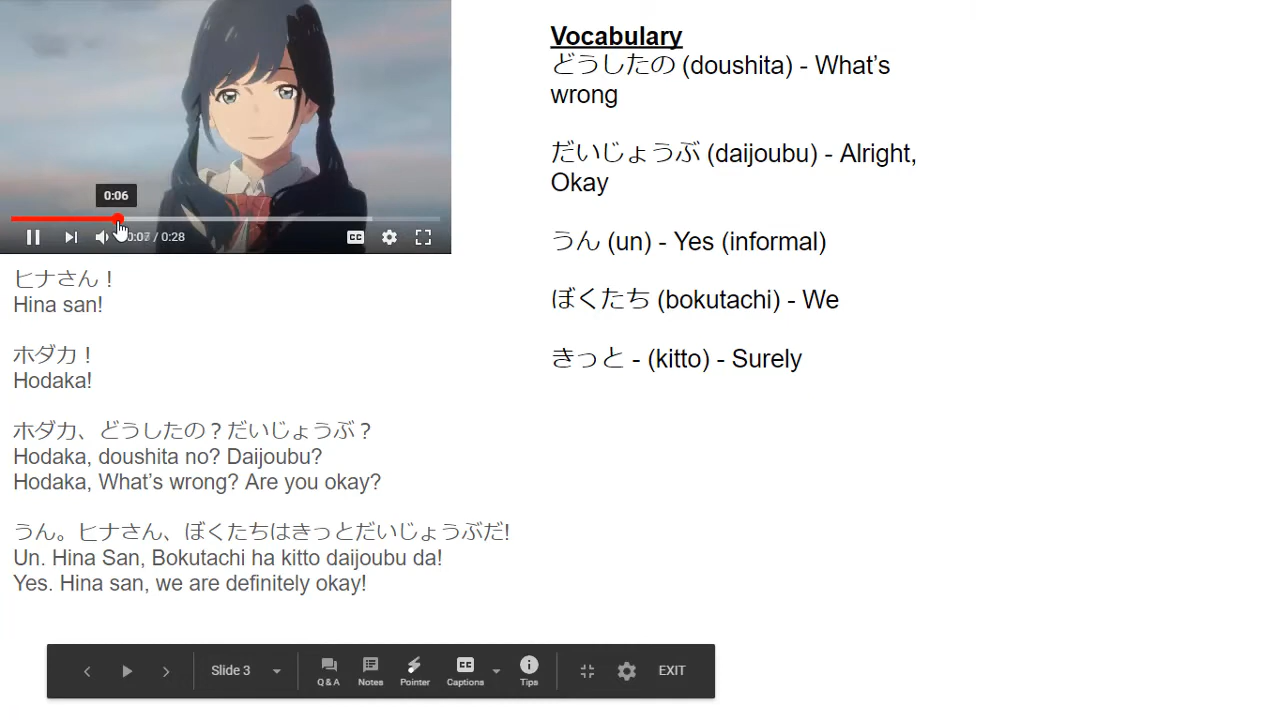 0:06
0:07 / 0:28
ヒナさん！
Hina san!
ホダカ！
Hodaka!
ホダカ、どうしたの？だいじょうぶ？
Hodaka, doushita no? Daijoubu?
Hodaka, What’s wrong? Are you okay?
うん。ヒナさん、ぼくたちはきっとだいじょうぶだ!
Un. Hina San, Bokutachi ha kitto daijoubu da!
Yes. Hina san, we are definitely okay!
Vocabulary
どうしたの (doushita) - What’s
wrong
だいじょうぶ (daijoubu) - Alright,
Okay
うん (un) - Yes (informal)
ぼくたち (bokutachi) - We
きっと - (kitto) - Surely
Slide 3
Q & A
Notes
Pointer
CC
Captions
Tips
EXIT